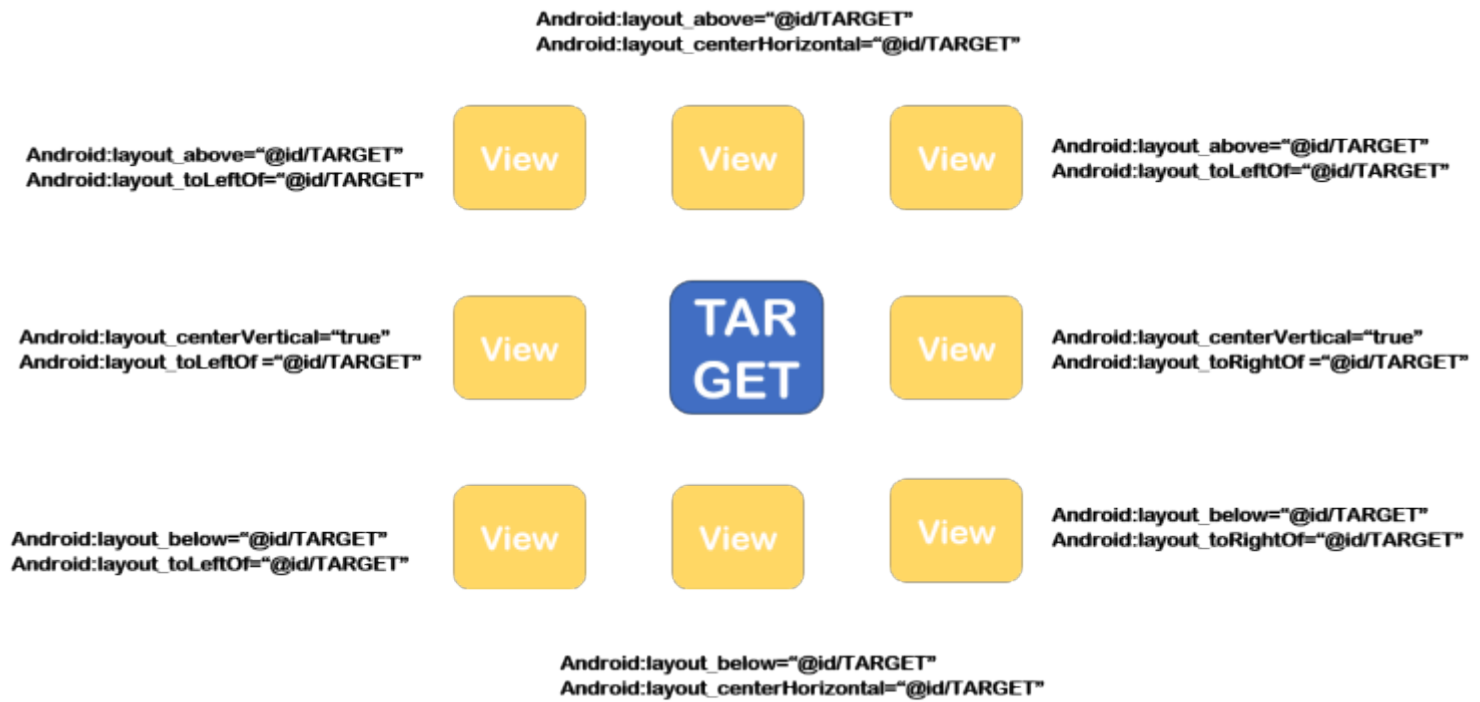 Android:layout_above=“@id/TARGET”
Android:layout_centerHorizontal=“@id/TARGET”
Android:layout_above=“@id/TARGET”
Android:layout_toLeftOf=“@id/TARGET”
View
View
View
Android:layout_above=“@id/TARGET”
Android:layout_toLeftOf=“@id/TARGET”
Android:layout_centerVertical=“true”
Android:layout_toLeftOf =“@id/TARGET”
View
TAR
GET
View
Android:layout_centerVertical=“true”
Android:layout_toRightOf =“@id/TARGET”
Android:layout_below=“@id/TARGET”
Android:layout_toLeftOf=“@id/TARGET”
View
View
View
Android:layout_below=“@id/TARGET”
Android:layout_toRightOf=“@id/TARGET”
Android:layout_below=“@id/TARGET”
Android:layout_centerHorizontal=“@id/TARGET”